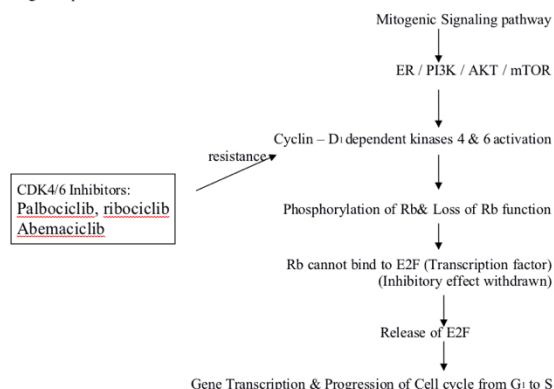 Mitogenic Signaling pathway
ER / PI3K / AKT / mTOR
Cyclin – D1 dependent kinases 4 & 6 activation
resistance
CDK4/6 Inhibitors:
Palbociclib, ribociclib
Abemaciclib
Phosphorylation of Rb& Loss of Rb function
Rb cannot bind to E2F (Transcription factor)
(Inhibitory effect withdrawn)
Release of E2F
Gene Transcription & Progression of Cell cycle from G1 to S